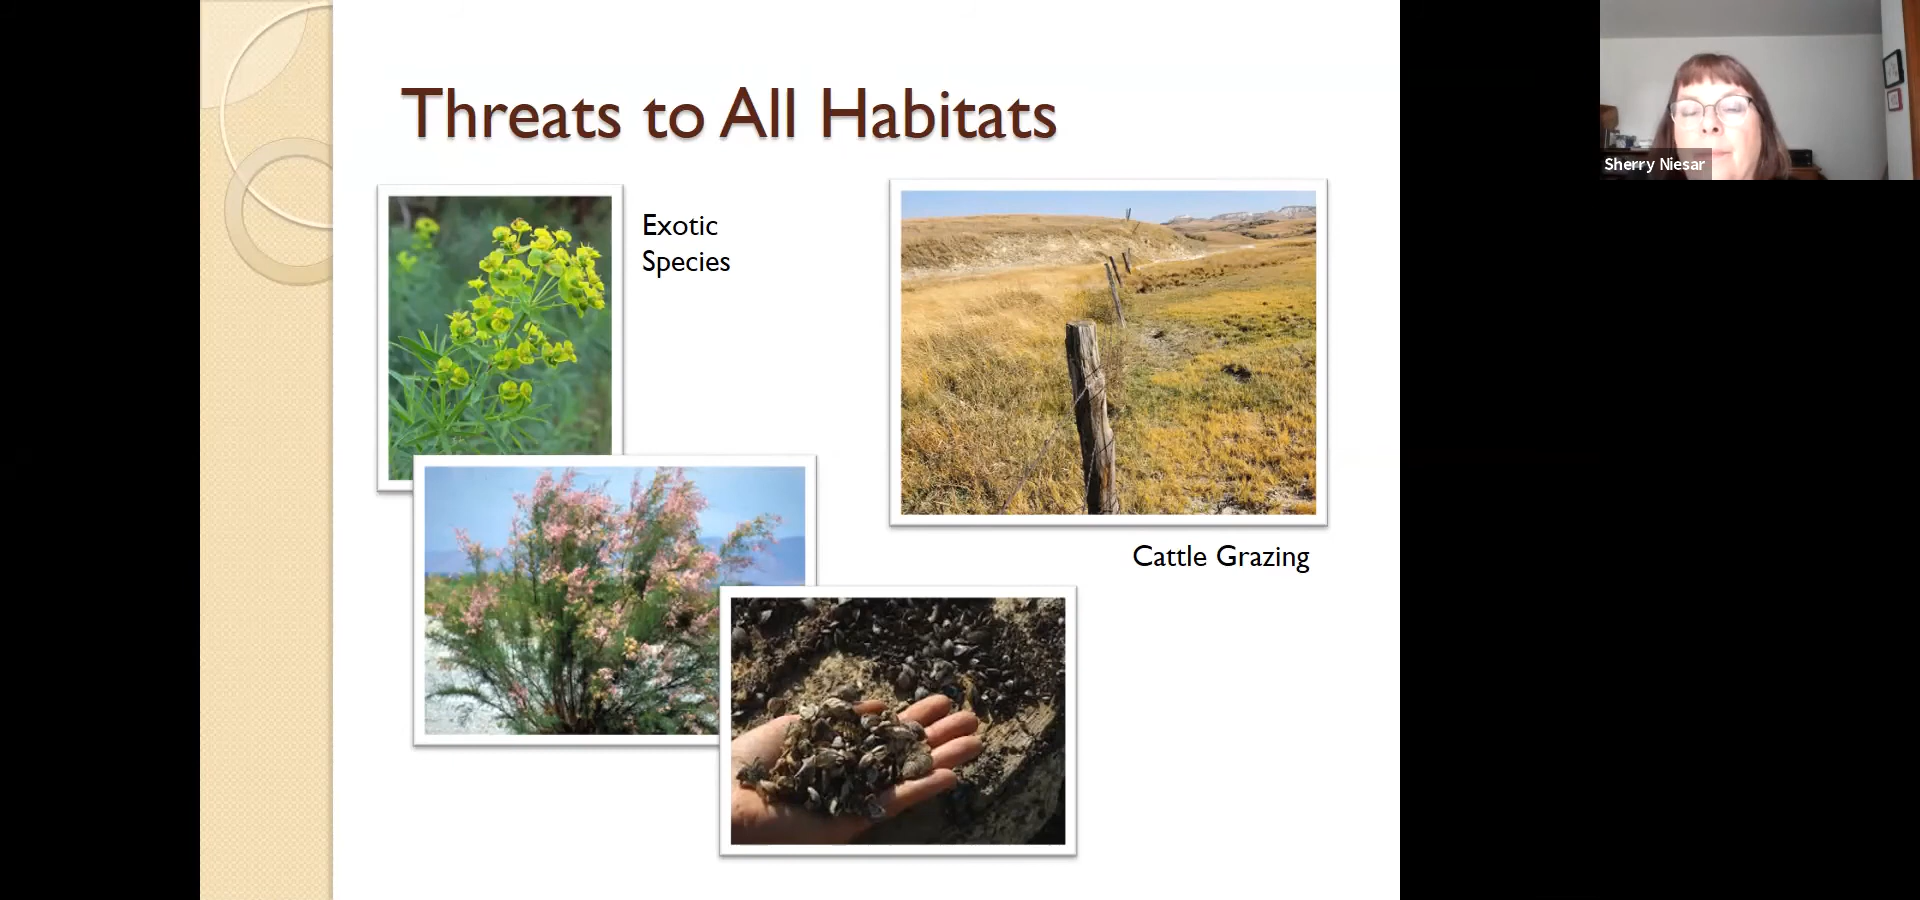 Threats to All Habitats
Exotic
Species
Cattle Grazing
Sherry Niesar